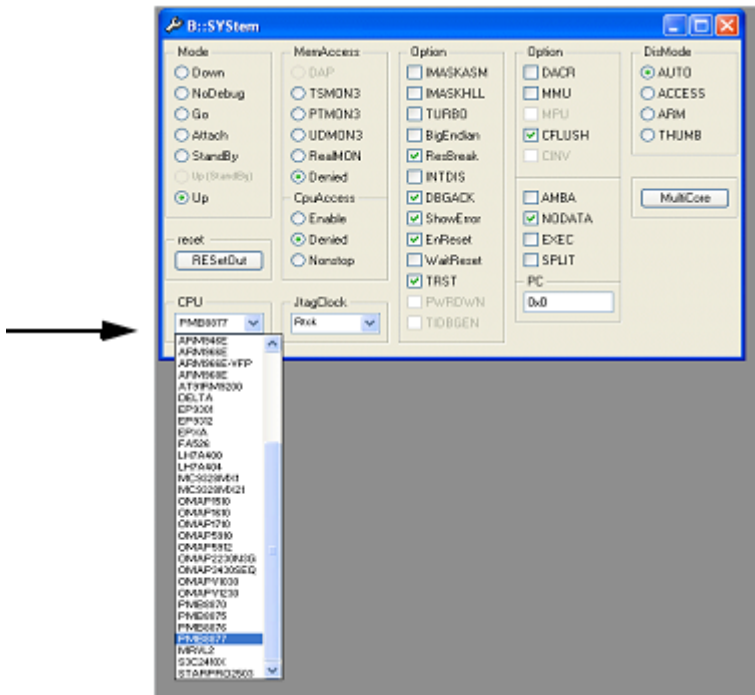 B::SYStem
Mode
Down
NoDebug
Go
Attach
StandBy
Up (StandBy)
Up
reset
RESetOut
CPU
PMB8877
MemAccess
DAP
TSMON3
PTMON3
UDMON3
RealMON
Denied
CpuAccess
Enable
Denied
Nonstop
JtagClock
Rtck
Option
IMASKASM
IMASKHLL
TURBO
BigEndian
ResBreak
INTDIS
DBGACK
ShowError
EnReset
WaitReset
TRST
PWRDWN
TIDBGEN
Option
DACR
MMU
MPU
CFLUSH
CINV
AMBA
NODATA
EXEC
SPLIT
PC
0x0
DisMode
AUTO
ACCESS
ARM
THUMB
MultiCore
ARM946E
ARM966E
ARM926E-VFP
ARM968E
AT91RM9200
DELTA
EP9301
EP9312
EPXA
FA526
LH7A400
LH7A404
MC9328MX1
MC9328MX21
OMAP1510
OMAP1610
OMAP1710
OMAP5910
OMAP5912
OMAP2230NSG
OMAP2430SEQ
OMAPV1030
OMAPV1230
PMB8870
PMB8875
PMB8876
PMB8877
MRVL2
S3C2410X
STARPRO2503